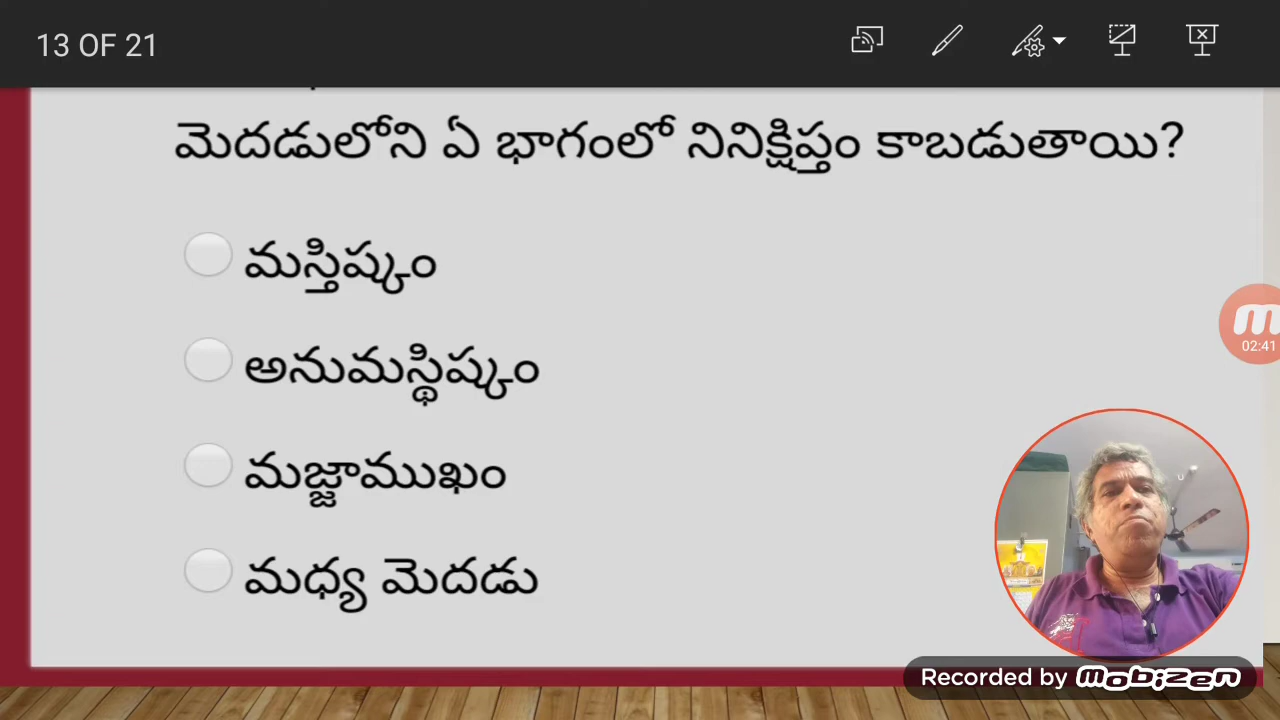 13 OF 21
మెదడులోని ఏ భాగంలో నినిక్షిప్తం కాబడుతాయి?
మస్తిష్కం
అనుమస్థిష్కం
మజ్జాముఖం
మధ్య మెదడు
02:41
Recorded by mobizen